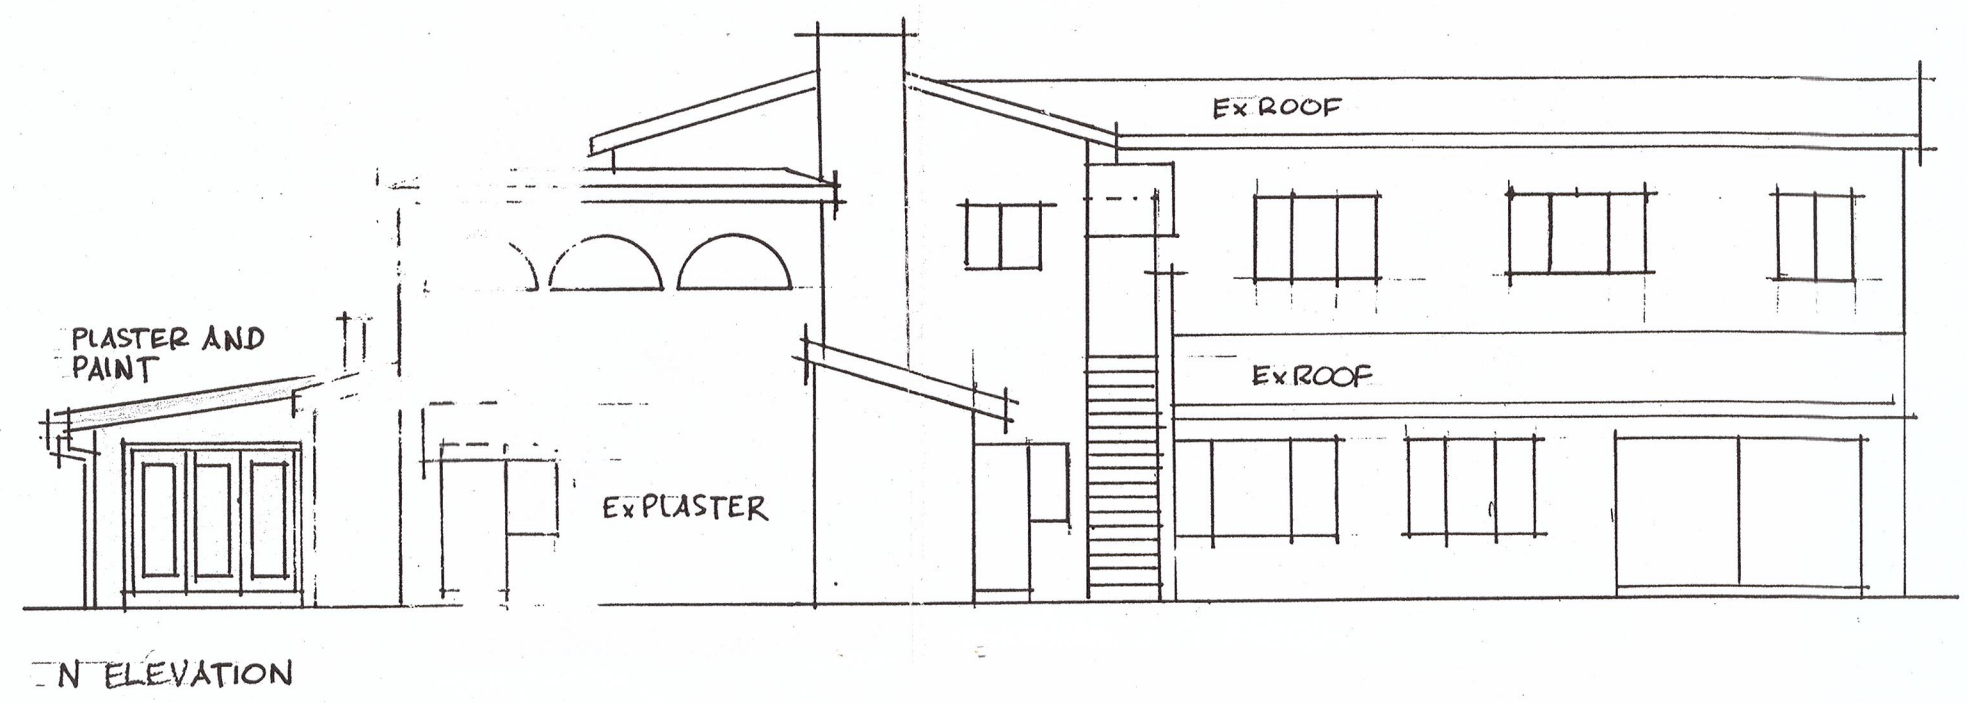 Ex ROOF
PLASTER AND
PAINT
Ex ROOF
Ex PLASTER
N ELEVATION